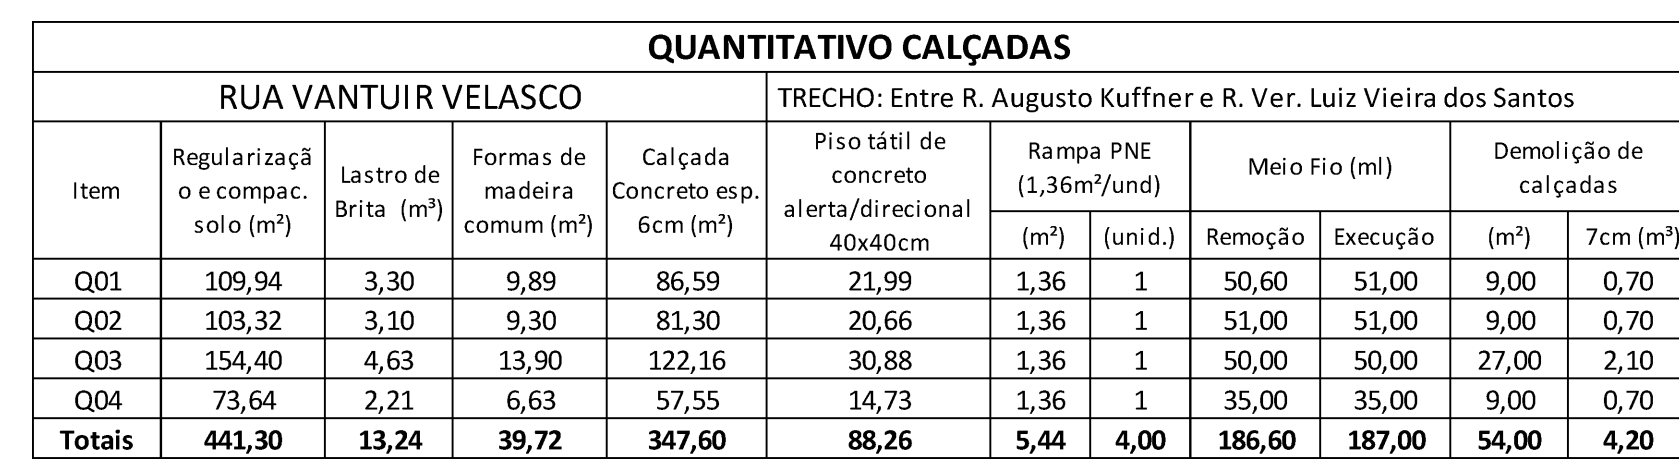 QUANTITATIVO CALÇADAS
RUA VANTUIR VELASCO TRECHO: Entre R. Augusto Kuffner e R. Ver. Luiz Vieira dos Santos
Item
Regularizaçã
o e compac.
solo (m²)
Lastro de
Brita (m³)
Formas de
madeira
comum (m²)
Calçada
Concreto esp.
6cm (m²)
Piso tátil de
concreto
alerta/direcional
40x40cm
Rampa PNE
(1,36m²/und)
Meio Fio (ml)
Demolição de
calçadas
(m²) (unid.) Remoção Execução (m²) 7cm (m³)
Q01 109,94 3,30 9,89 86,59 21,99 1,36 1 50,60 51,00 9,00 0,70
Q02 103,32 3,10 9,30 81,30 20,66 1,36 1 51,00 51,00 9,00 0,70
Q03 154,40 4,63 13,90 122,16 30,88 1,36 1 50,00 50,00 27,00 2,10
Q04 73,64 2,21 6,63 57,55 14,73 1,36 1 35,00 35,00 9,00 0,70
Totais 441,30 13,24 39,72 347,60 88,26 5,44 4,00 186,60 187,00 54,00 4,20